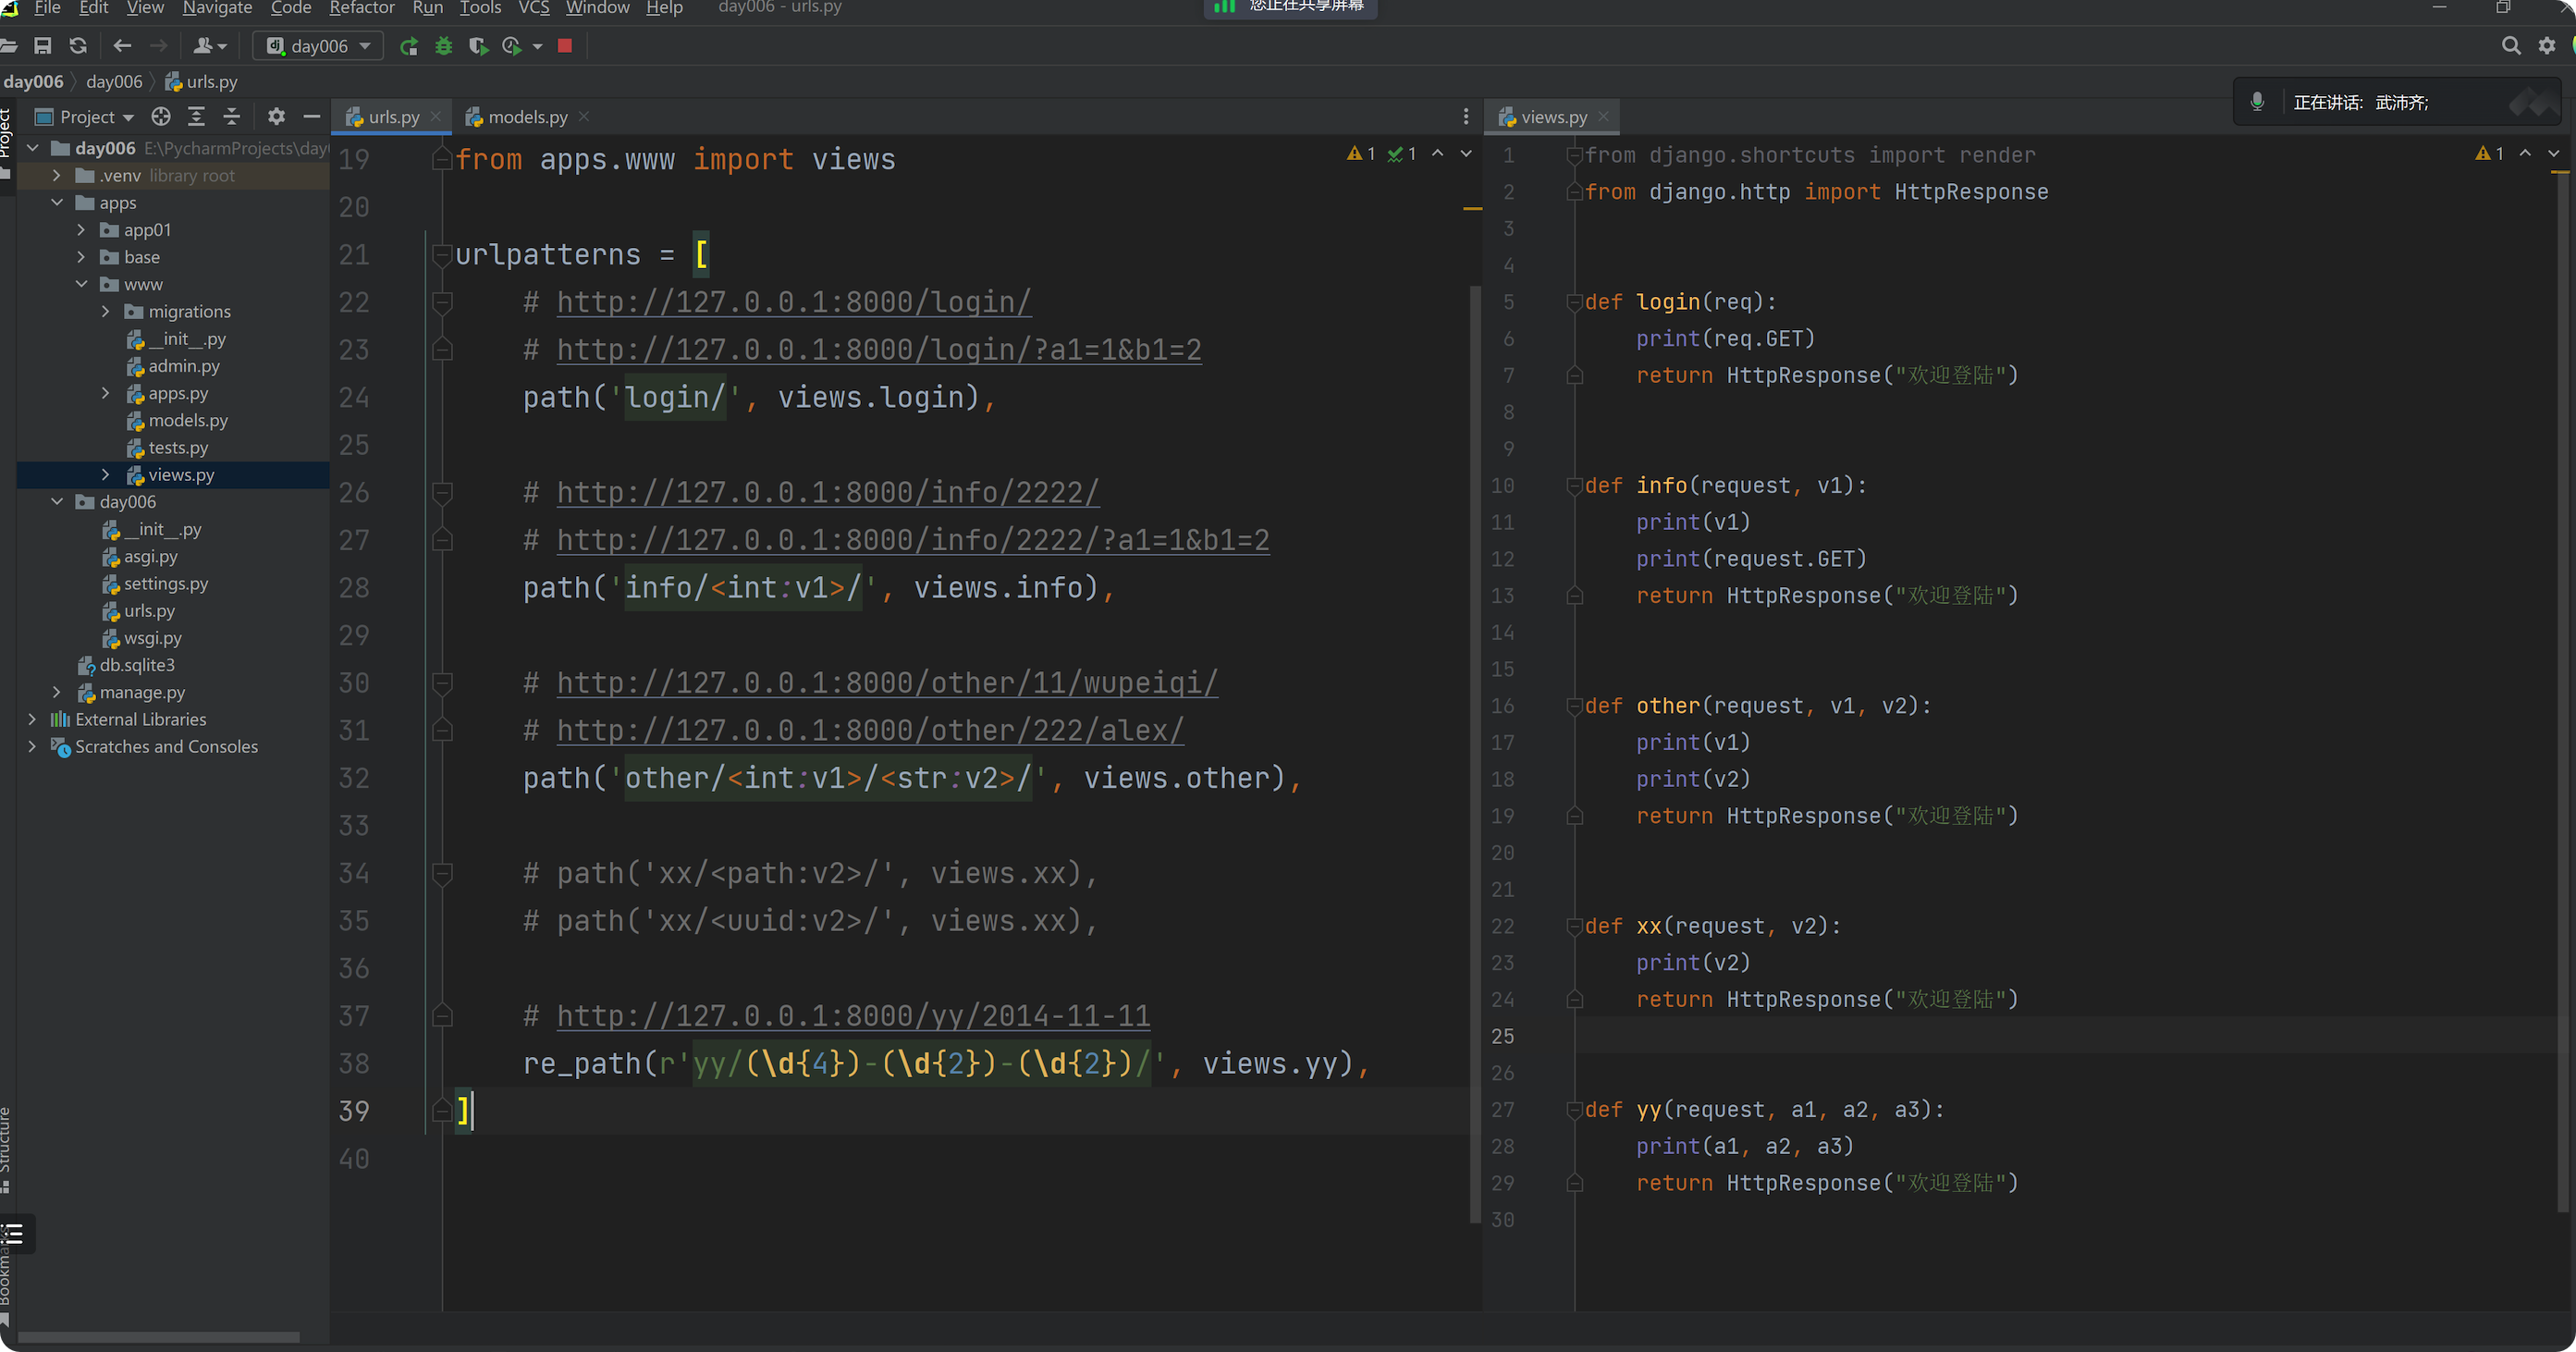 File Edit View Navigate Code Refactor Run Tools VCS Window Help day006 - urls.py
您正在共享屏幕
day006
day006 day006 urls.py
正在讲话: 武沛齐;
Project
Project
day006 E:\PycharmProjects\day
.venv library root
apps
app01
base
www
migrations
__init__.py
admin.py
apps.py
models.py
tests.py
views.py
day006
__init__.py
asgi.py
settings.py
urls.py
wsgi.py
db.sqlite3
manage.py
External Libraries
Scratches and Consoles
Structure
Bookmarks
urls.py models.py
1 1
19 from apps.www import views
20
21 urlpatterns = [
22 # http://127.0.0.1:8000/login/
23 # http://127.0.0.1:8000/login/?a1=1&b1=2
24 path('login/', views.login),
25
26 # http://127.0.0.1:8000/info/2222/
27 # http://127.0.0.1:8000/info/2222/?a1=1&b1=2
28 path('info/<int:v1>/', views.info),
29
30 # http://127.0.0.1:8000/other/11/wupeiqi/
31 # http://127.0.0.1:8000/other/222/alex/
32 path('other/<int:v1>/<str:v2>/', views.other),
33
34 # path('xx/<path:v2>/', views.xx),
35 # path('xx/<uuid:v2>/', views.xx),
36
37 # http://127.0.0.1:8000/yy/2014-11-11
38 re_path(r'yy/(\d{4})-(\d{2})-(\d{2})/', views.yy),
39 ]
40
views.py
1
1 from django.shortcuts import render
2 from django.http import HttpResponse
3
4
5 def login(req):
6 print(req.GET)
7 return HttpResponse("欢迎登陆")
8
9
10 def info(request, v1):
11 print(v1)
12 print(request.GET)
13 return HttpResponse("欢迎登陆")
14
15
16 def other(request, v1, v2):
17 print(v1)
18 print(v2)
19 return HttpResponse("欢迎登陆")
20
21
22 def xx(request, v2):
23 print(v2)
24 return HttpResponse("欢迎登陆")
25
26
27 def yy(request, a1, a2, a3):
28 print(a1, a2, a3)
29 return HttpResponse("欢迎登陆")
30